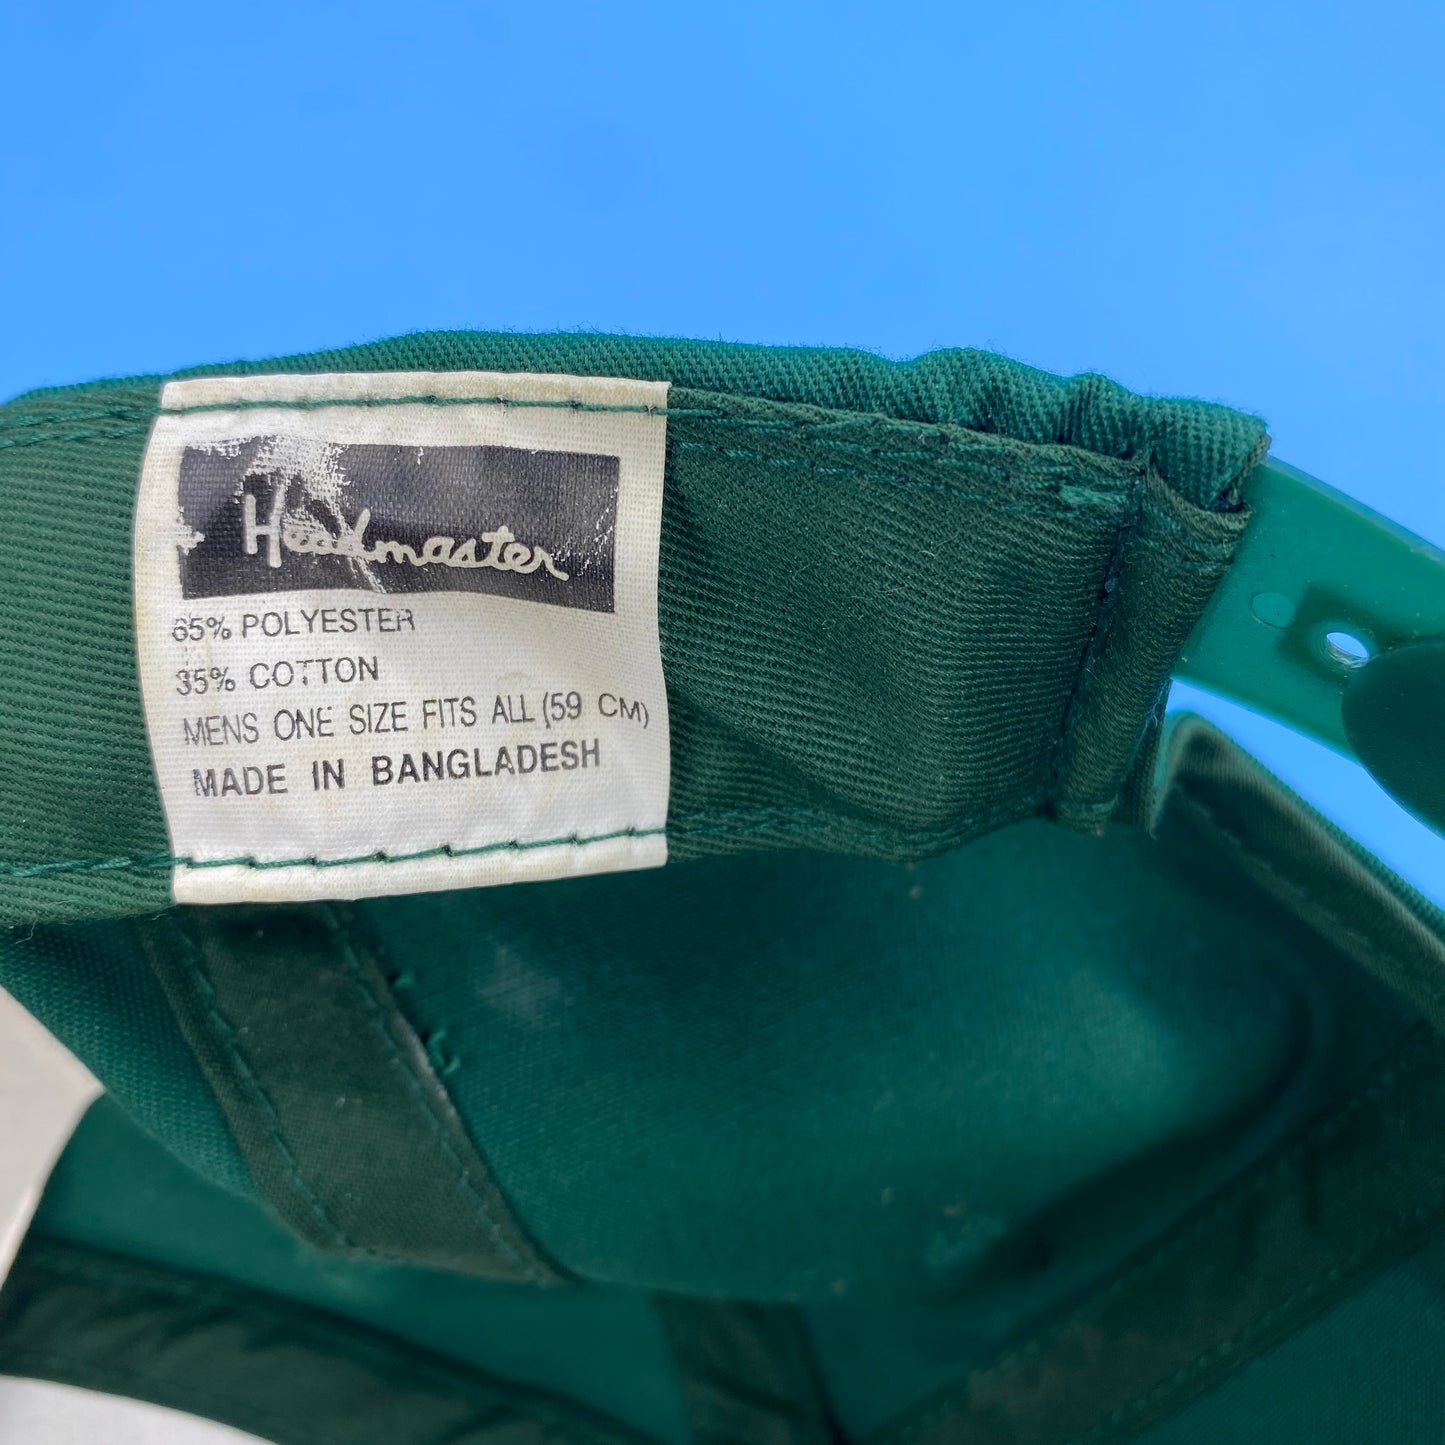 Headmaster
65% POLYESTER
35% COTTON
MENS ONE SIZE FITS ALL (59 CM)
MADE IN BANGLADESH